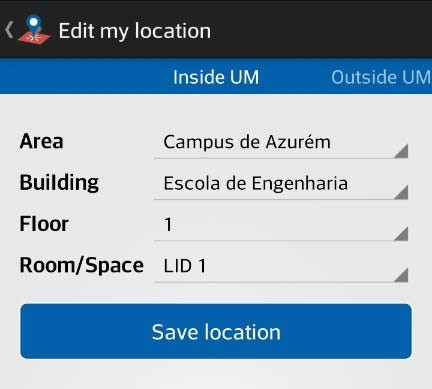 Edit my location
Inside UM Outside UM
Area Campus de Azurém
Building Escola de Engenharia
Floor 1
Room/Space LID 1
Save location